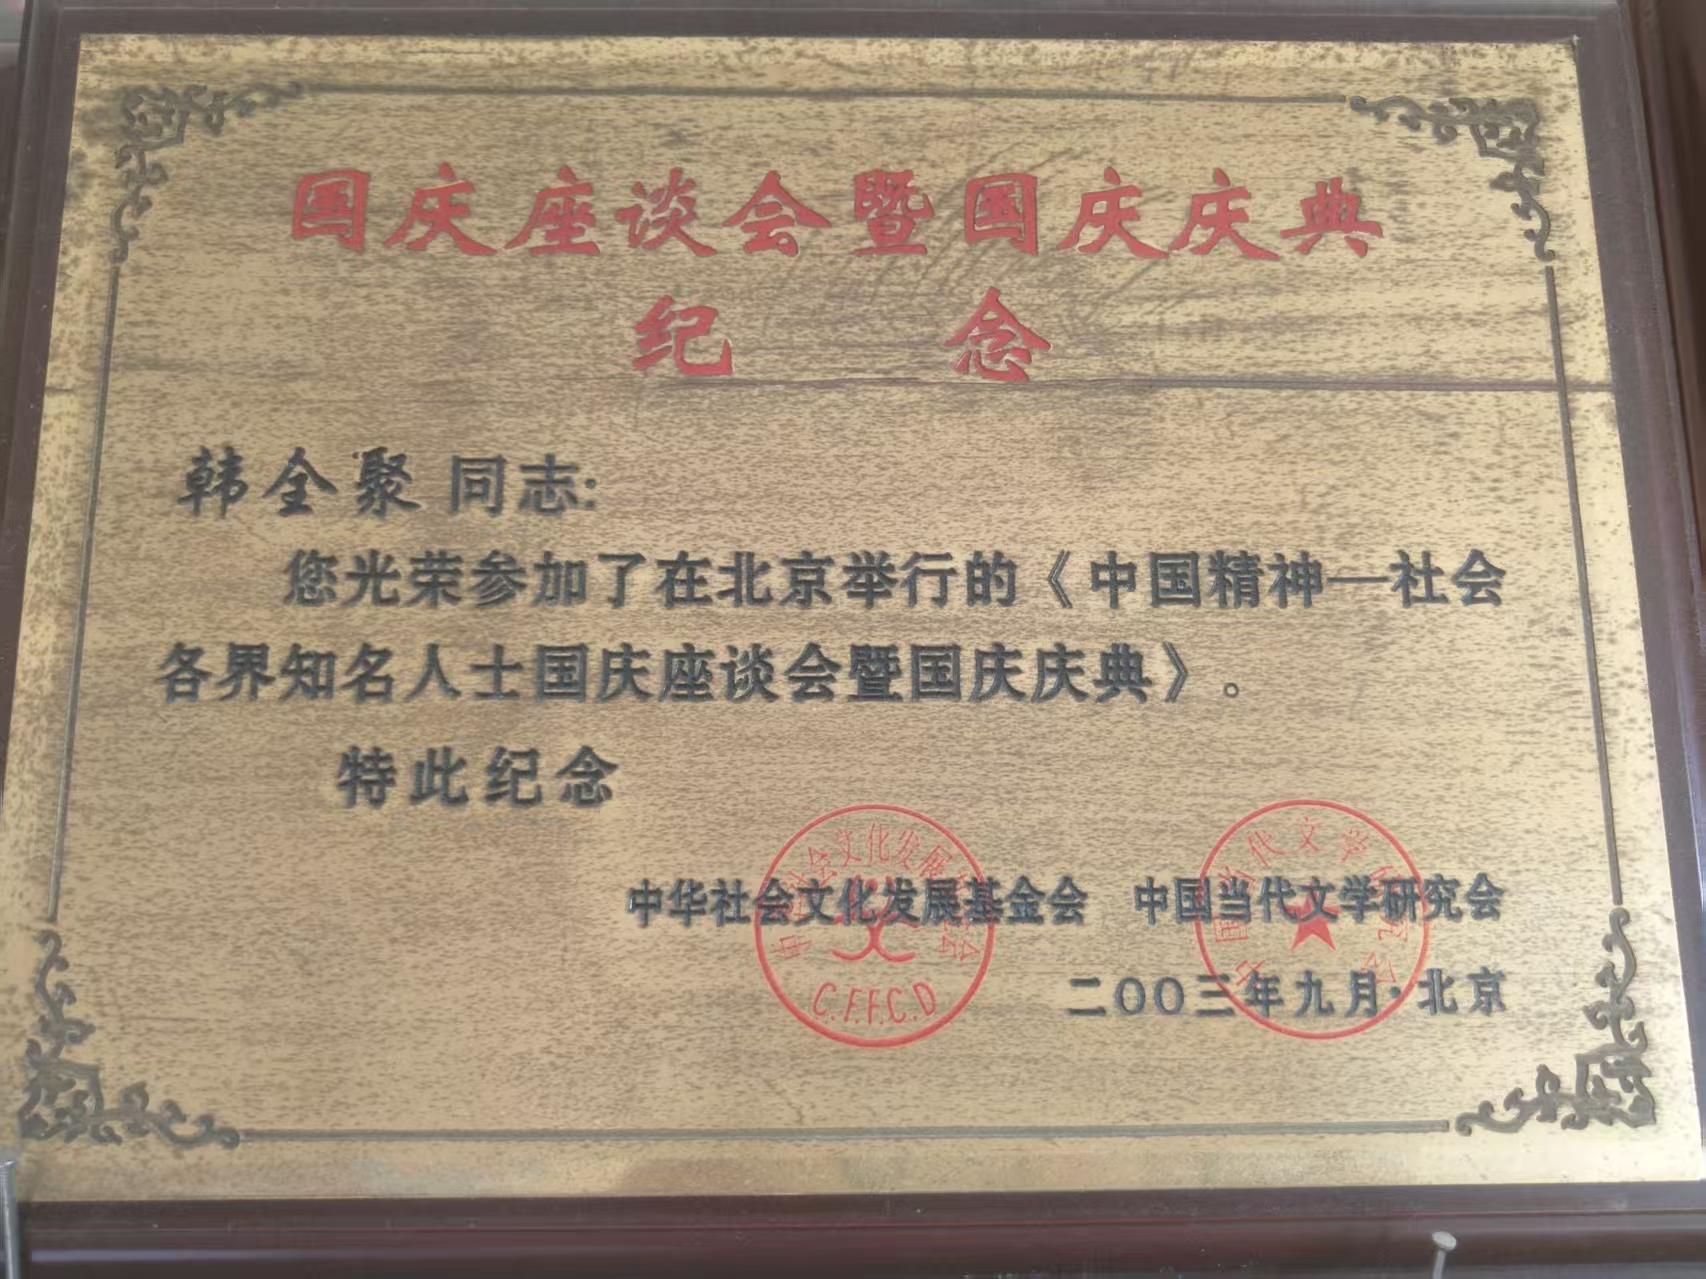 国庆座谈会暨国庆庆典
纪念
韩全聚 同志:
您光荣参加了在北京举行的《中国精神—社会
各界知名人士国庆座谈会暨国庆庆典》。
特此纪念
中华社会文化发展基金会 中国当代文学研究会
二OO三年九月·北京
C.F.F.C.D